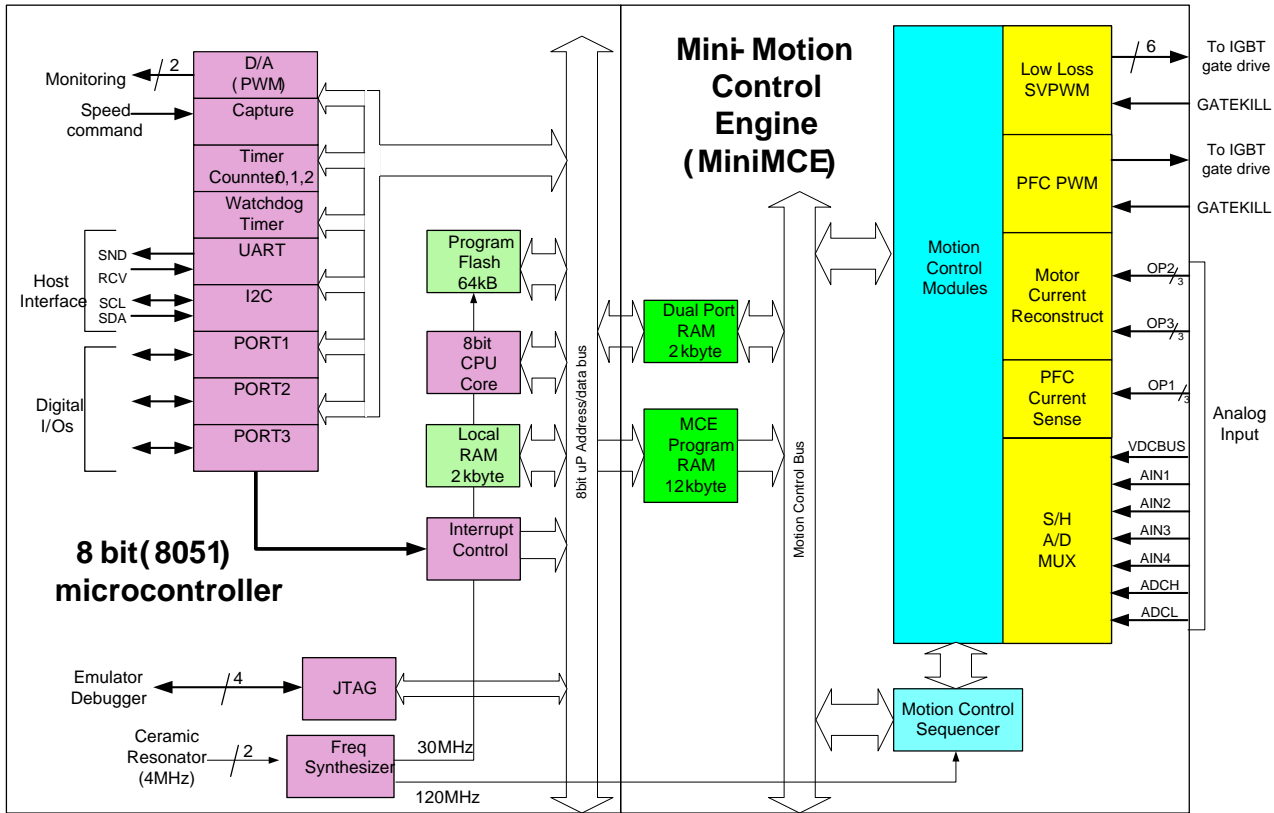 Monitoring
2
D/A
(PWM)
Speed
command
Capture
Timer
Counnter0,1,2
Watchdog
Timer
Host
Interface
SND
RCV
UART
SCL
SDA
I2C
Digital
I/Os
PORT1
PORT2
PORT3
8 bit (8051)
microcontroller
Program
Flash
64kB
8bit
CPU
Core
Local
RAM
2kbyte
Interrupt
Control
Emulator
Debugger
4
JTAG
Ceramic
Resonator
(4MHz)
2
Freq
Synthesizer
30MHz
120MHz
8bit uP Address/data bus
Mini-Motion
Control
Engine
(MiniMCE)
Dual Port
RAM
2kbyte
MCE
Program
RAM
12kbyte
Motion Control Bus
Motion
Control
Modules
Motion Control
Sequencer
Low Loss
SVPWM
6
To IGBT
gate drive
GATEKILL
PFC PWM
To IGBT
gate drive
GATEKILL
Motor
Current
Reconstruct
OP2
3
OP3
3
PFC
Current
Sense
OP1
3
Analog
Input
S/H
A/D
MUX
VDCBUS
AIN1
AIN2
AIN3
AIN4
ADCH
ADCL